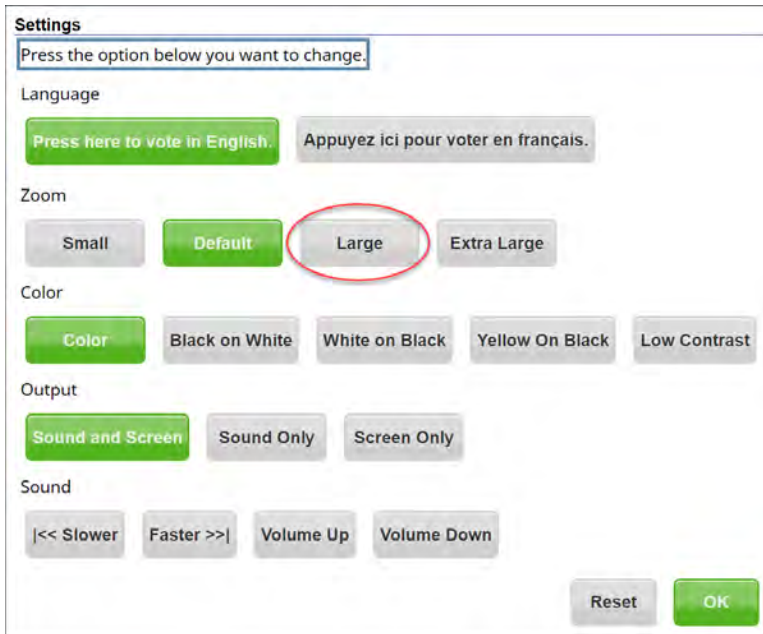 Settings
Press the option below you want to change.
Language
Press here to vote in English. Appuyez ici pour voter en français.
Zoom
Small Default Large Extra Large
Color
Color Black on White White on Black Yellow On Black Low Contrast
Output
Sound and Screen Sound Only Screen Only
Sound
|<< Slower Faster >>| Volume Up Volume Down
Reset OK